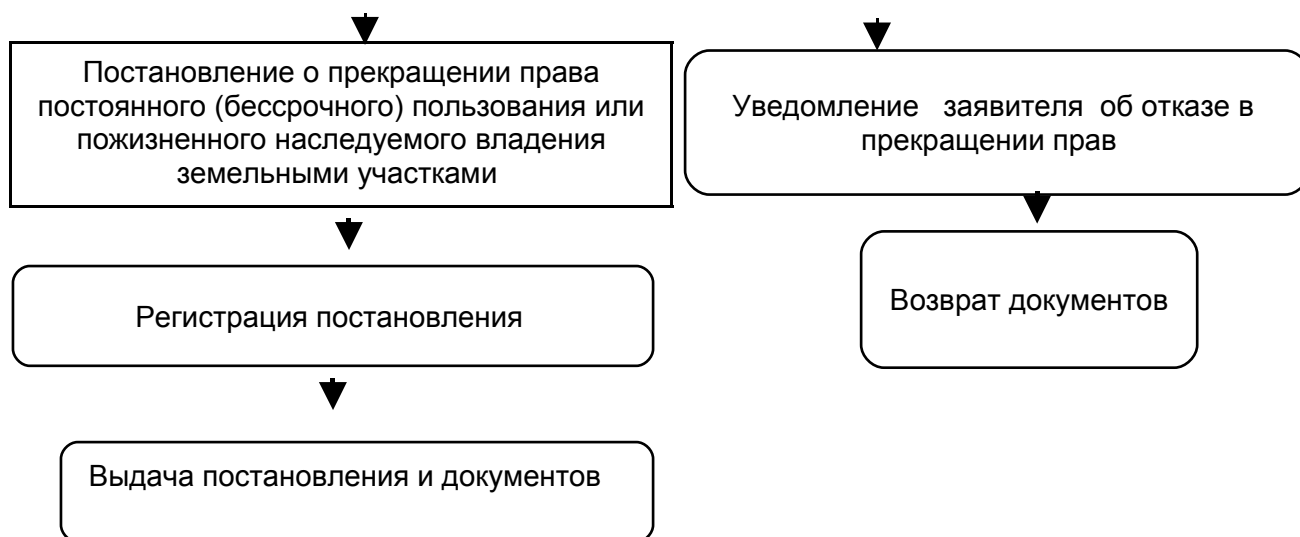 Постановление о прекращении права
постоянного (бессрочного) пользования или
пожизненного наследуемого владения
земельными участками
Уведомление заявителя об отказе в
прекращении прав
Регистрация постановления
Возврат документов
Выдача постановления и документов